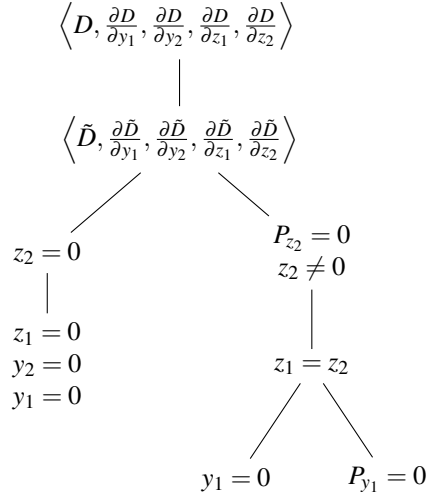 ⟨D, ∂D/∂y₁, ∂D/∂y₂, ∂D/∂z₁, ∂D/∂z₂⟩
⟨D̃, ∂D̃/∂y₁, ∂D̃/∂y₂, ∂D̃/∂z₁, ∂D̃/∂z₂⟩
z₂ = 0
P_{z₂} = 0
z₂ ≠ 0
z₁ = 0
y₂ = 0
y₁ = 0
z₁ = z₂
y₁ = 0
P_{y₁} = 0